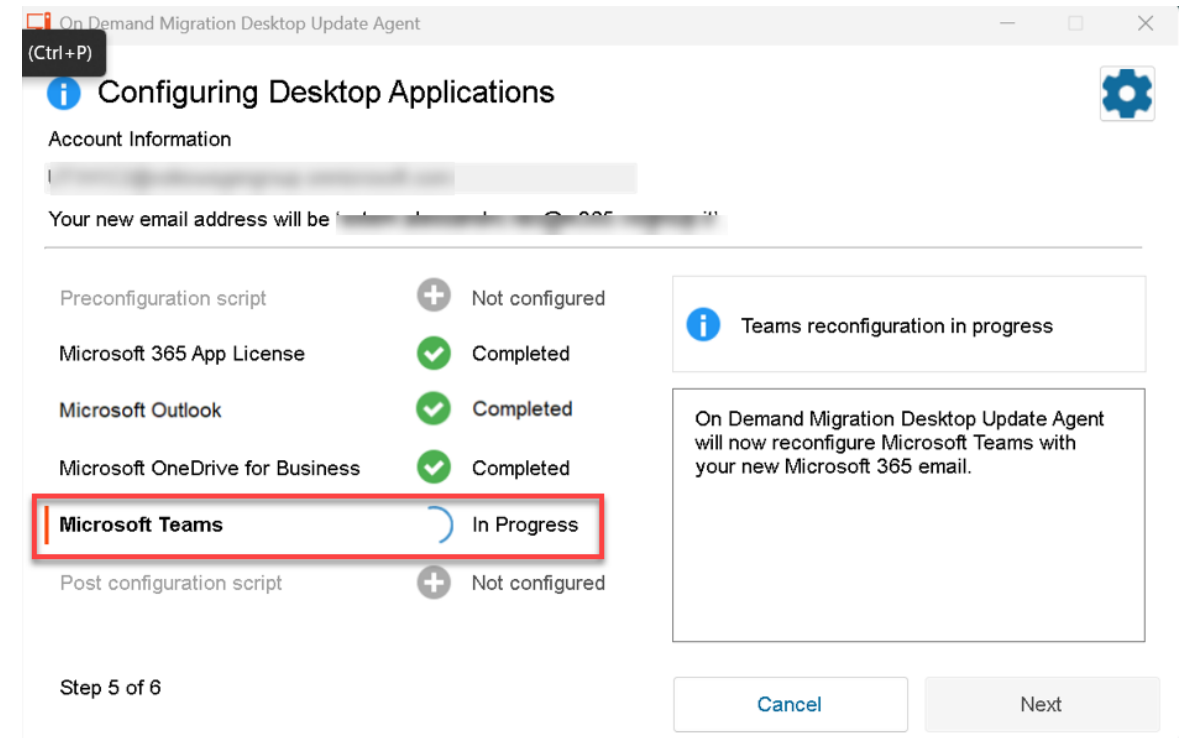 On Demand Migration Desktop Update Agent
(Ctrl+P)
Configuring Desktop Applications
Account Information
Your new email address will be '
Preconfiguration script Not configured
Microsoft 365 App License Completed
Microsoft Outlook Completed
Microsoft OneDrive for Business Completed
Microsoft Teams In Progress
Post configuration script Not configured
Teams reconfiguration in progress
On Demand Migration Desktop Update Agent
will now reconfigure Microsoft Teams with
your new Microsoft 365 email.
Step 5 of 6
Cancel
Next